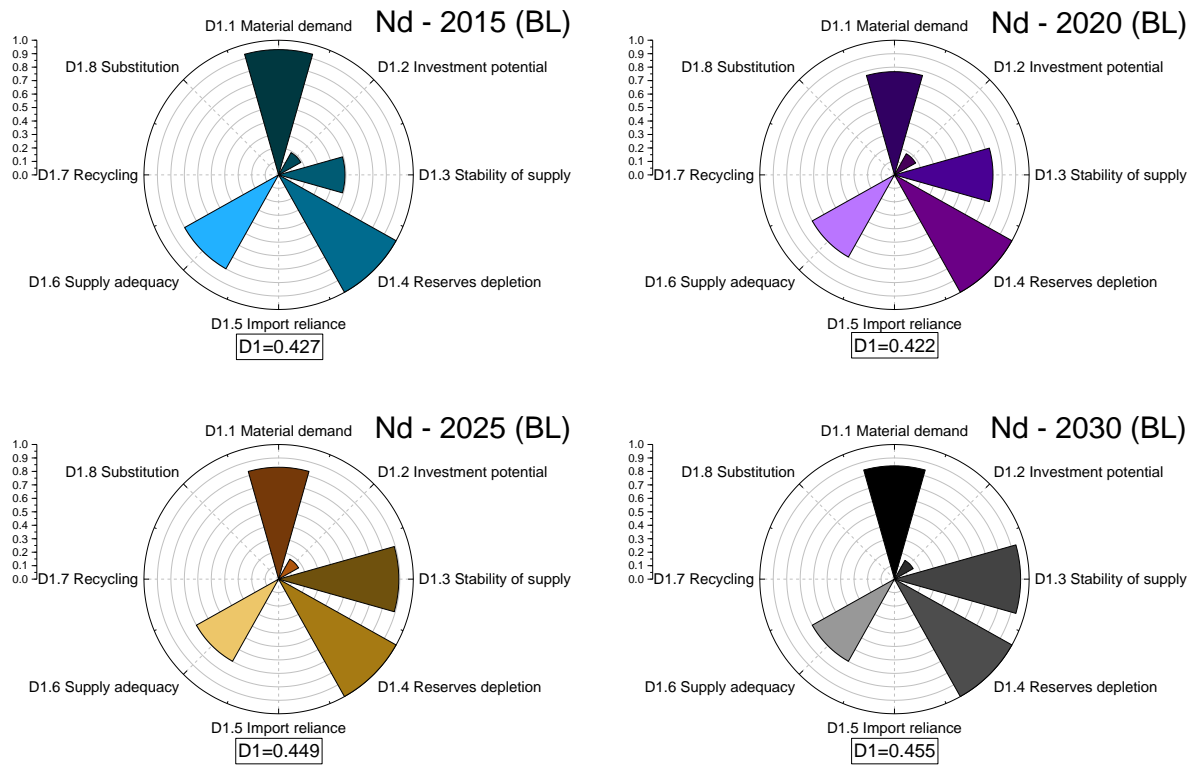 Nd - 2015 (BL)
D1.1 Material demand
D1.2 Investment potential
D1.3 Stability of supply
D1.4 Reserves depletion
D1.5 Import reliance
D1.6 Supply adequacy
D1.7 Recycling
D1.8 Substitution
1.0
0.9
0.8
0.7
0.6
0.5
0.4
0.3
0.2
0.1
0.0
D1=0.427
Nd - 2020 (BL)
D1.1 Material demand
D1.2 Investment potential
D1.3 Stability of supply
D1.4 Reserves depletion
D1.5 Import reliance
D1.6 Supply adequacy
D1.7 Recycling
D1.8 Substitution
1.0
0.9
0.8
0.7
0.6
0.5
0.4
0.3
0.2
0.1
0.0
D1=0.422
Nd - 2025 (BL)
D1.1 Material demand
D1.2 Investment potential
D1.3 Stability of supply
D1.4 Reserves depletion
D1.5 Import reliance
D1.6 Supply adequacy
D1.7 Recycling
D1.8 Substitution
1.0
0.9
0.8
0.7
0.6
0.5
0.4
0.3
0.2
0.1
0.0
D1=0.449
Nd - 2030 (BL)
D1.1 Material demand
D1.2 Investment potential
D1.3 Stability of supply
D1.4 Reserves depletion
D1.5 Import reliance
D1.6 Supply adequacy
D1.7 Recycling
D1.8 Substitution
1.0
0.9
0.8
0.7
0.6
0.5
0.4
0.3
0.2
0.1
0.0
D1=0.455